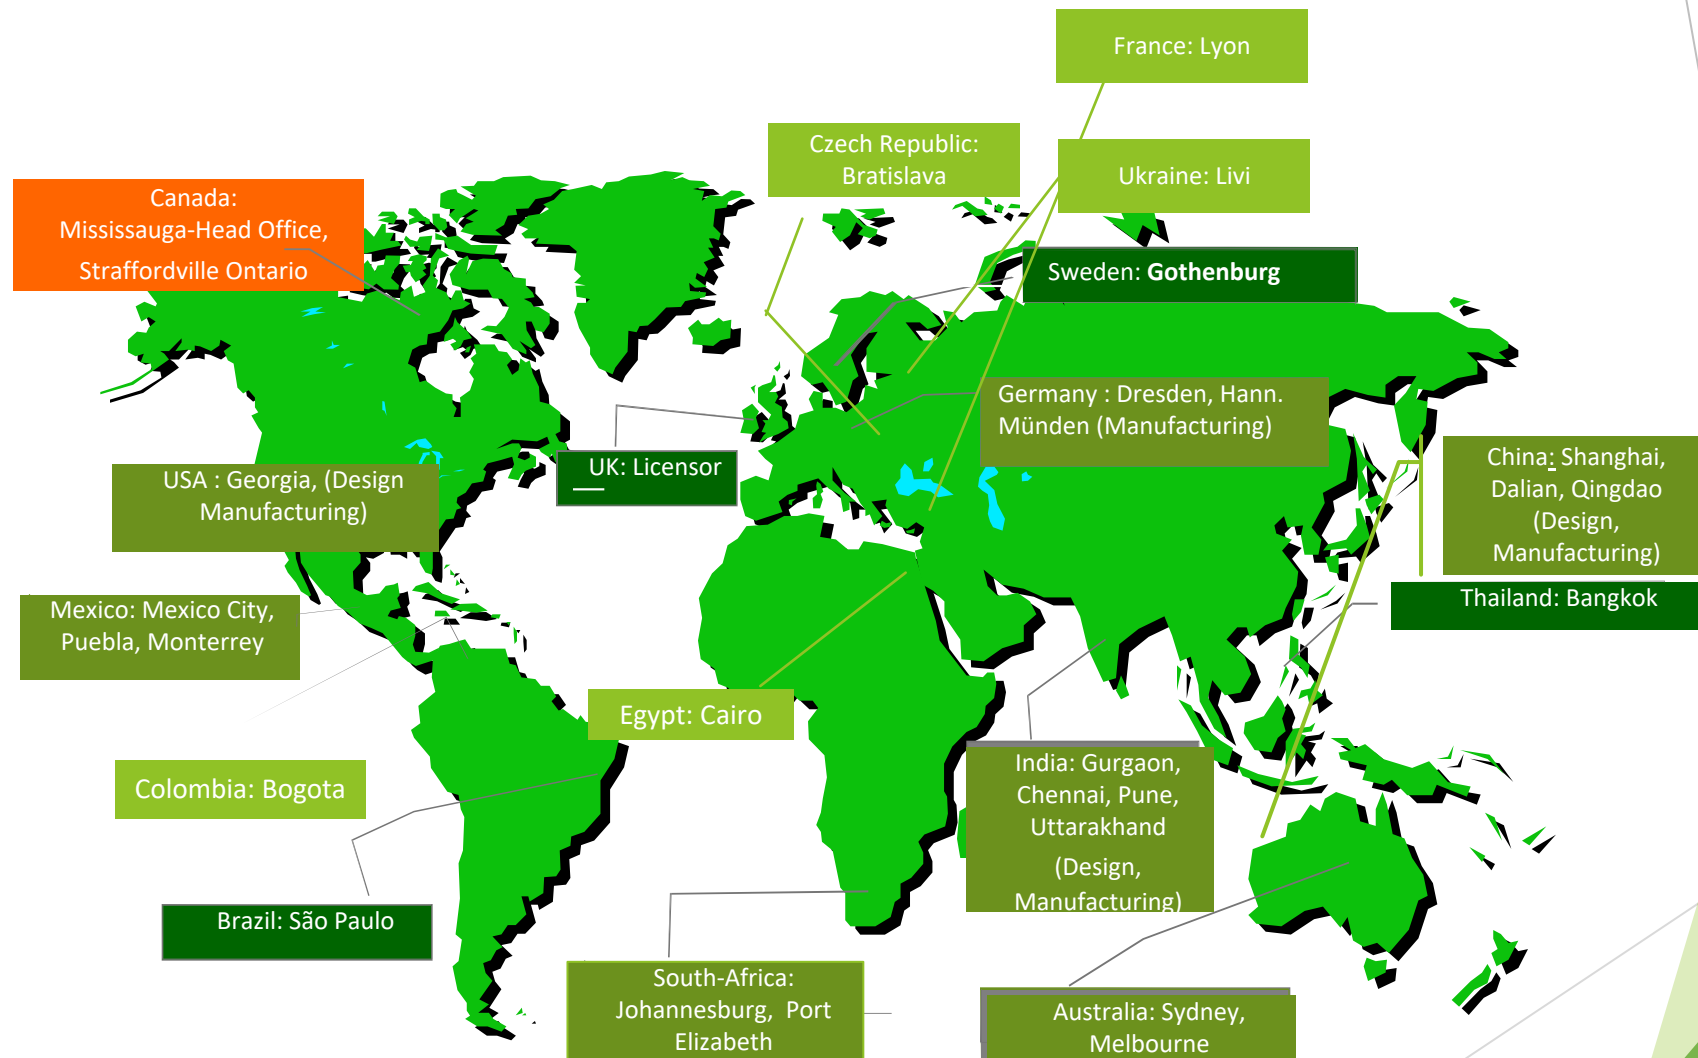 France: Lyon
Czech Republic:
Bratislava
Ukraine: Livi
Canada:
Mississauga-Head Office,
Straffordville Ontario
Sweden: Gothenburg
Germany : Dresden, Hann.
Münden (Manufacturing)
UK: Licensor
USA : Georgia, (Design
Manufacturing)
China: Shanghai,
Dalian, Qingdao
(Design,
Manufacturing)
Thailand: Bangkok
Mexico: Mexico City,
Puebla, Monterrey
Egypt: Cairo
Colombia: Bogota
India: Gurgaon,
Chennai, Pune,
Uttarakhand
(Design,
Manufacturing)
Brazil: São Paulo
South-Africa:
Johannesburg, Port
Elizabeth
Australia: Sydney,
Melbourne